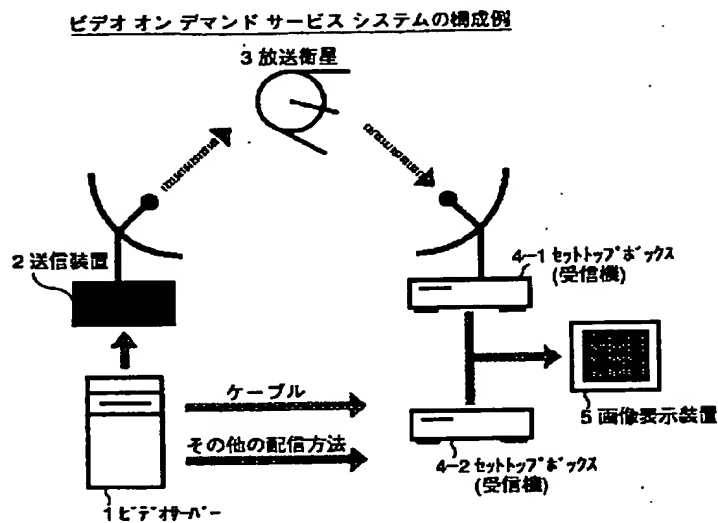 ビデオ オン デマンド サービス システムの構成例
3 放送衛星
2 送信装置
4-1 セットトップボックス
(受信機)
ケーブル
その他の配信方法
5 画像表示装置
4-2 セットトップボックス
(受信機)
1 ビデオサーバー